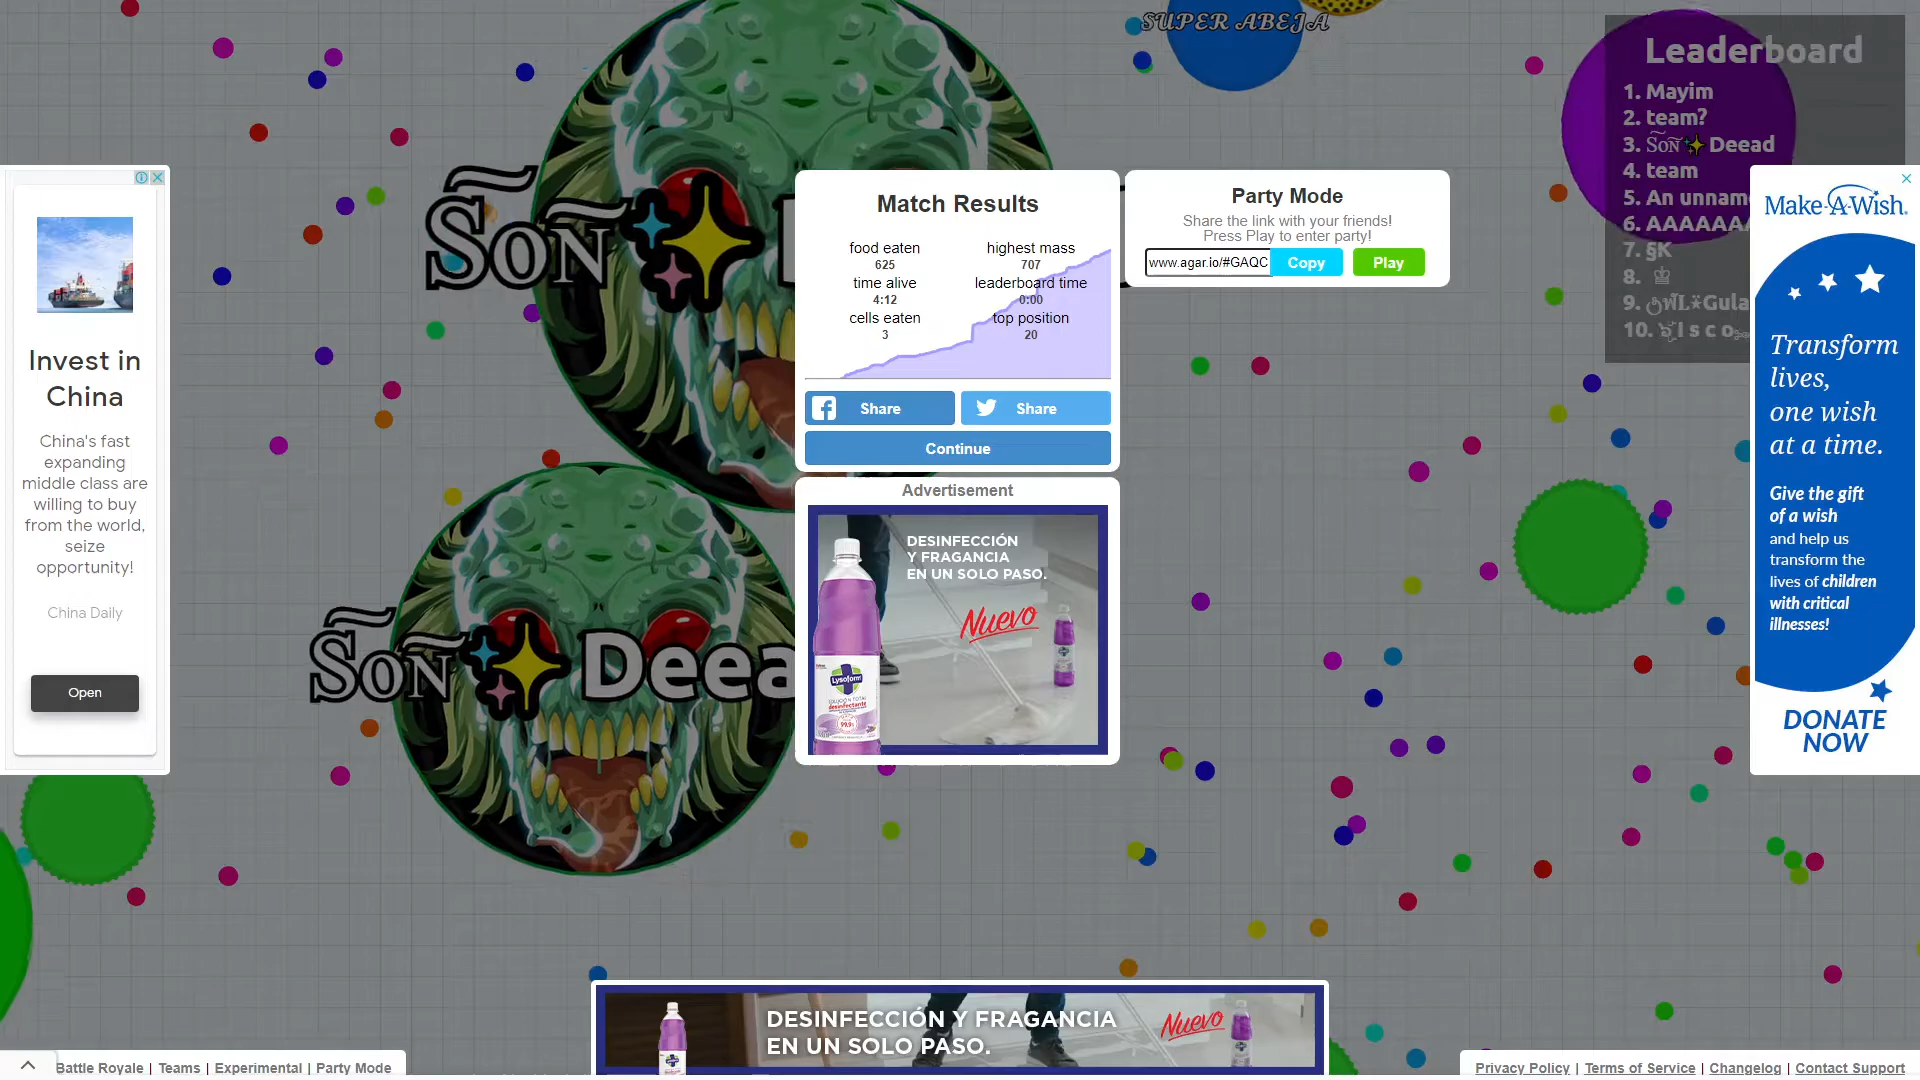 SUPER ABEJA
Leaderboard
1. Mayim
2. team?
3. Deead
4. team
5. An unnam
6. AAAAAA
7. §K
8. ♕
9.
10.
Deea
Match Results
food eaten
625
highest mass
707
time alive
4:12
leaderboard time
0:00
cells eaten
3
top position
20
Share
Share
Continue
Party Mode
Share the link with your friends!
Press Play to enter party!
www.agar.io/#GAQC
Copy
Play
Advertisement
DESINFECCIÓN
Y FRAGANCIA
EN UN SOLO PASO.
Nuevo
Lysoform
Invest in
China
China's fast
expanding
middle class are
willing to buy
from the world,
seize
opportunity!
China Daily
Open
Make-A-Wish.
Transform
lives,
one wish
at a time.
Give the gift
of a wish
and help us
transform the
lives of children
with critical
illnesses!
DONATE
NOW
DESINFECCIÓN Y FRAGANCIA
EN UN SOLO PASO.
Nuevo
Battle Royale | Teams | Experimental | Party Mode
Privacy Policy | Terms of Service | Changelog | Contact Support